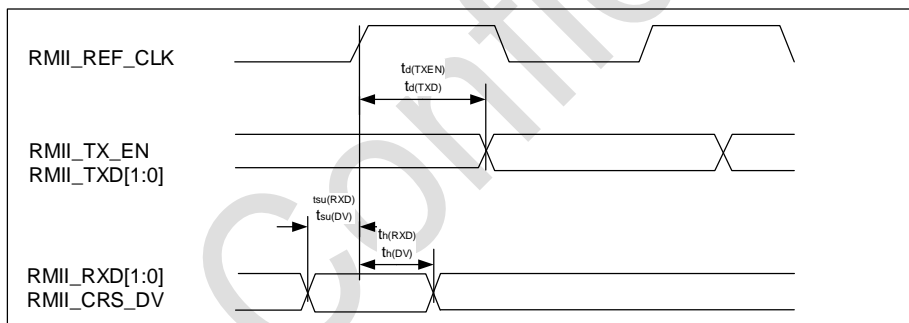 RMII_REF_CLK
td(TXEN)
td(TXD)
RMII_TX_EN
RMII_TXD[1:0]
tsu(RXD)
tsu(DV)
th(RXD)
th(DV)
RMII_RXD[1:0]
RMII_CRS_DV